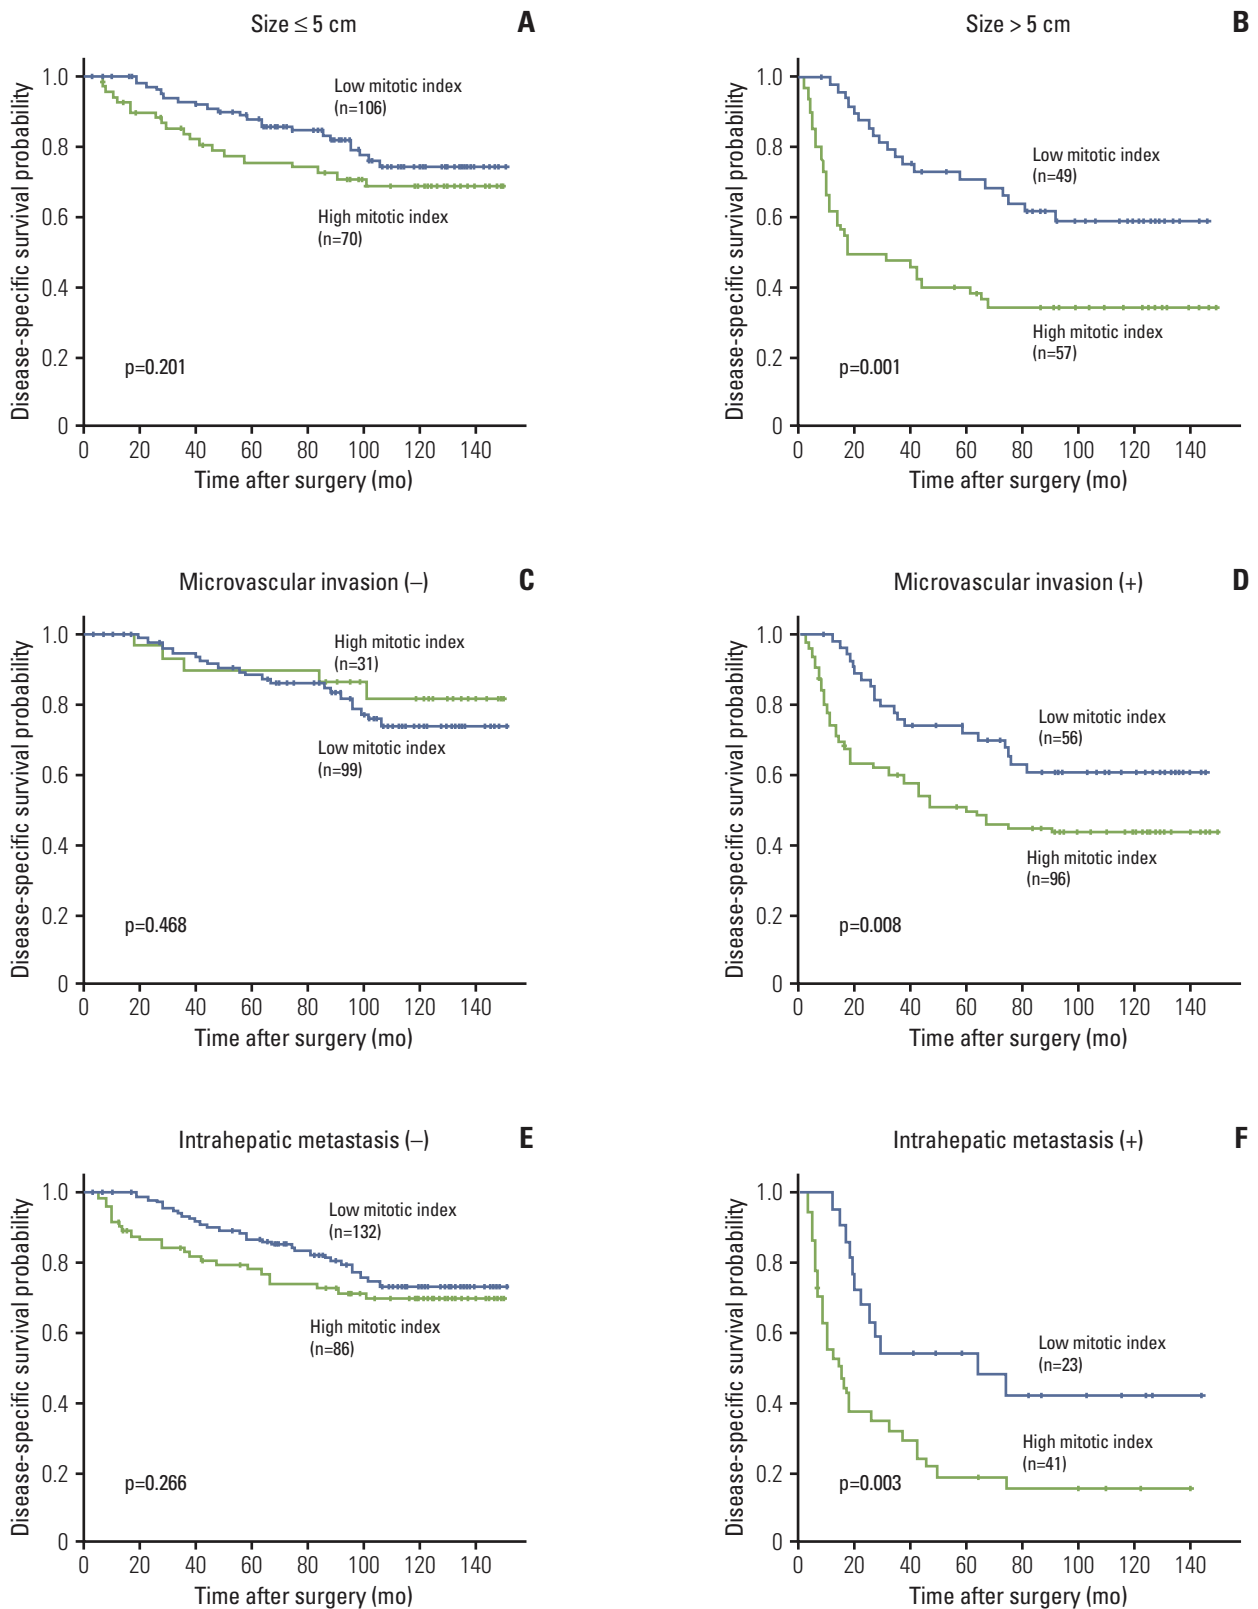 Size ≤ 5 cm
A
Disease-specific survival probability
1.0
0.8
0.6
0.4
0.2
0
Low mitotic index
(n=106)
High mitotic index
(n=70)
p=0.201
0 20 40 60 80 100 120 140
Time after surgery (mo)
Size > 5 cm
B
Disease-specific survival probability
1.0
0.8
0.6
0.4
0.2
0
Low mitotic index
(n=49)
High mitotic index
(n=57)
p=0.001
0 20 40 60 80 100 120 140
Time after surgery (mo)
Microvascular invasion (–)
C
Disease-specific survival probability
1.0
0.8
0.6
0.4
0.2
0
High mitotic index
(n=31)
Low mitotic index
(n=99)
p=0.468
0 20 40 60 80 100 120 140
Time after surgery (mo)
Microvascular invasion (+)
D
Disease-specific survival probability
1.0
0.8
0.6
0.4
0.2
0
Low mitotic index
(n=56)
High mitotic index
(n=96)
p=0.008
0 20 40 60 80 100 120 140
Time after surgery (mo)
Intrahepatic metastasis (–)
E
Disease-specific survival probability
1.0
0.8
0.6
0.4
0.2
0
Low mitotic index
(n=132)
High mitotic index
(n=86)
p=0.266
0 20 40 60 80 100 120 140
Time after surgery (mo)
Intrahepatic metastasis (+)
F
Disease-specific survival probability
1.0
0.8
0.6
0.4
0.2
0
Low mitotic index
(n=23)
High mitotic index
(n=41)
p=0.003
0 20 40 60 80 100 120 140
Time after surgery (mo)